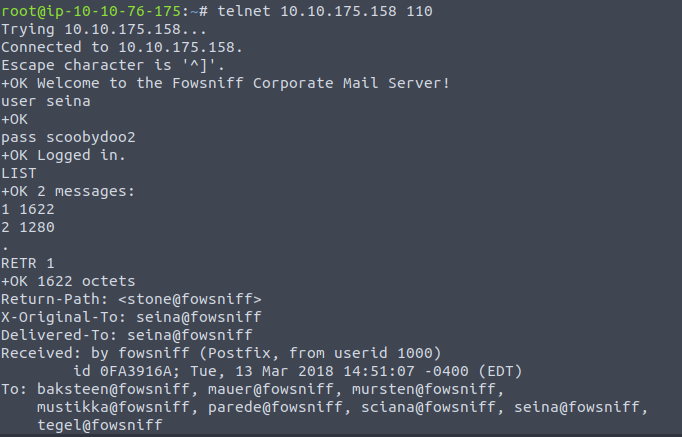 root@ip-10-10-76-175:~# telnet 10.10.175.158 110
Trying 10.10.175.158...
Connected to 10.10.175.158.
Escape character is '^]'.
+OK Welcome to the Fowsniff Corporate Mail Server!
user seina
+OK
pass scoobydoo2
+OK Logged in.
LIST
+OK 2 messages:
1 1622
2 1280
.
RETR 1
+OK 1622 octets
Return-Path: <stone@fowsniff>
X-Original-To: seina@fowsniff
Delivered-To: seina@fowsniff
Received: by fowsniff (Postfix, from userid 1000)
        id 0FA3916A; Tue, 13 Mar 2018 14:51:07 -0400 (EDT)
To: baksteen@fowsniff, mauer@fowsniff, mursten@fowsniff,
    mustikka@fowsniff, parede@fowsniff, sciana@fowsniff, seina@fowsniff,
    tegel@fowsniff